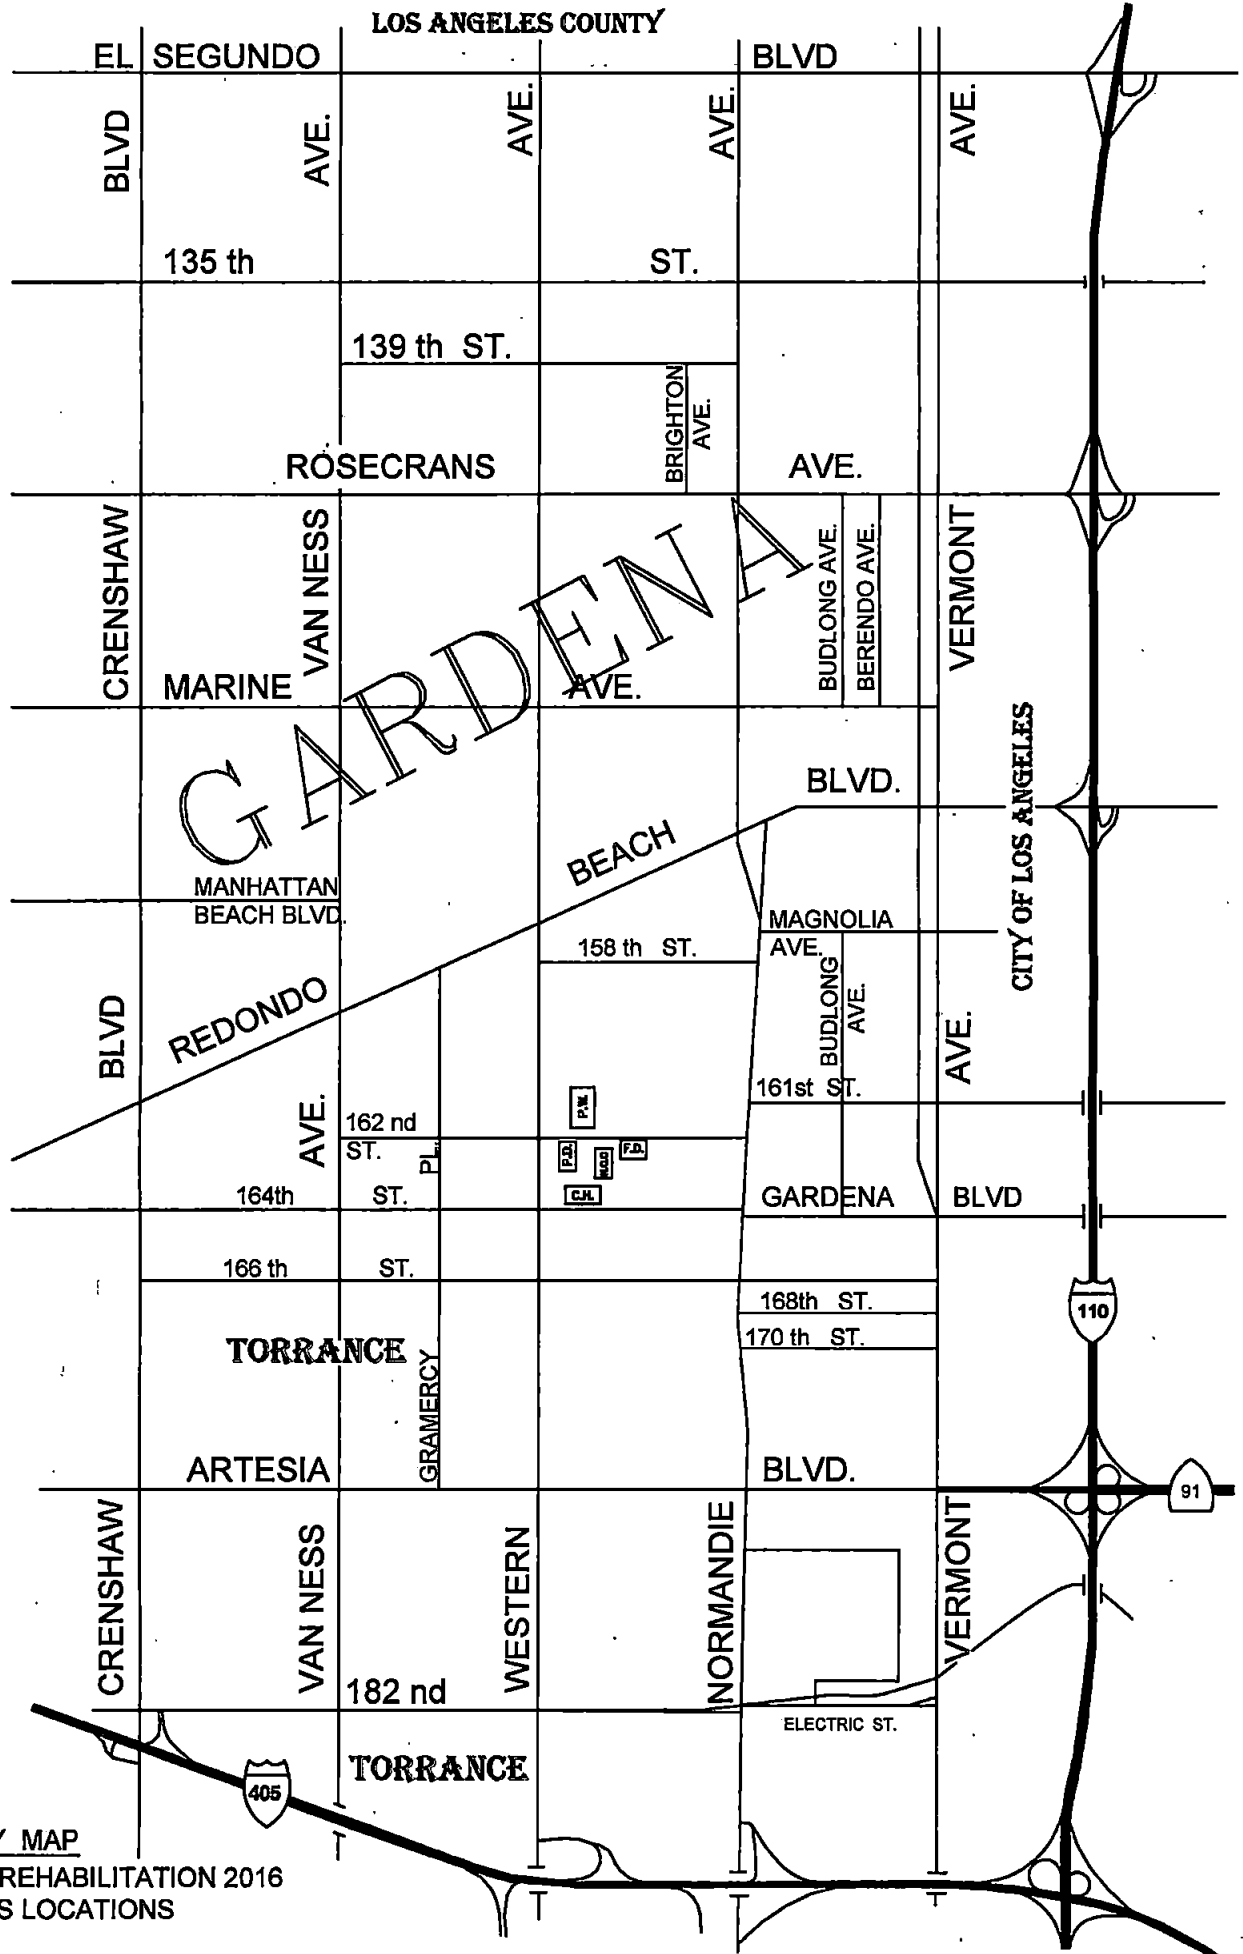 LOS ANGELES COUNTY
EL SEGUNDO BLVD
BLVD
AVE.
AVE.
AVE.
AVE.
135 th ST.
139 th ST.
BRIGHTON
AVE.
ROSECRANS AVE.
CRENSHAW
VAN NESS
GARDENA
BUDLONG AVE.
BERENDO AVE.
VERMONT
MARINE AVE.
CITY OF LOS ANGELES
BLVD.
BEACH
MANHATTAN
BEACH BLVD.
MAGNOLIA
AVE.
158 th ST.
REDONDO
BUDLONG
AVE.
BLVD
AVE.
161st ST.
P.W.
AVE.
162 nd
ST.
PL.
P.D.
F.D.
C.H.
164th ST.
GARDENA BLVD
166 th ST.
168th ST.
110
170 th ST.
TORRANCE
GRAMERCY
ARTESIA BLVD.
91
CRENSHAW
VAN NESS
WESTERN
NORMANDIE
VERMONT
182 nd
ELECTRIC ST.
TORRANCE
405
Y MAP
REHABILITATION 2016
S LOCATIONS